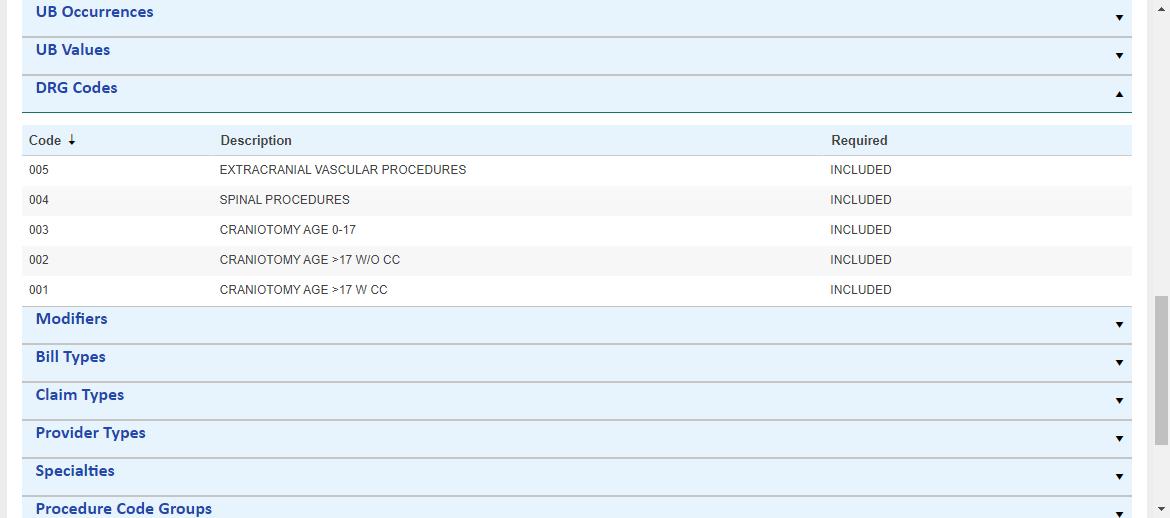 UB Occurrences
UB Values
DRG Codes
Code ↓ Description Required
005 EXTRACRANIAL VASCULAR PROCEDURES INCLUDED
004 SPINAL PROCEDURES INCLUDED
003 CRANIOTOMY AGE 0-17 INCLUDED
002 CRANIOTOMY AGE >17 W/O CC INCLUDED
001 CRANIOTOMY AGE >17 W CC INCLUDED
Modifiers
Bill Types
Claim Types
Provider Types
Specialties
Procedure Code Groups